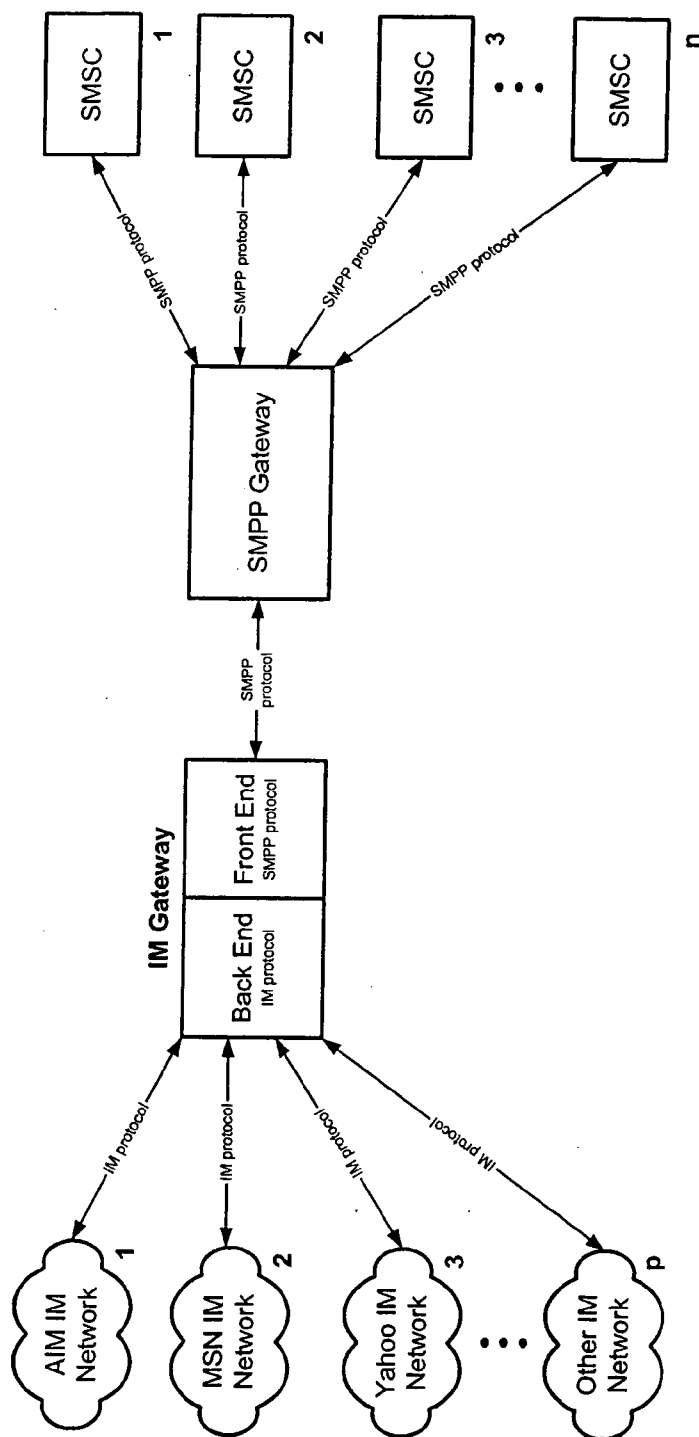 AIM IM
Network
1
MSN IM
Network
2
Yahoo IM
Network
3
Other IM
Network
p
IM protocol
IM protocol
IM protocol
IM protocol
IM Gateway
Back End
IM protocol
Front End
SMPP protocol
SMPP
protocol
SMPP Gateway
SMPP protocol
SMPP protocol
SMPP protocol
SMPP protocol
SMSC
1
SMSC
2
SMSC
3
SMSC
n